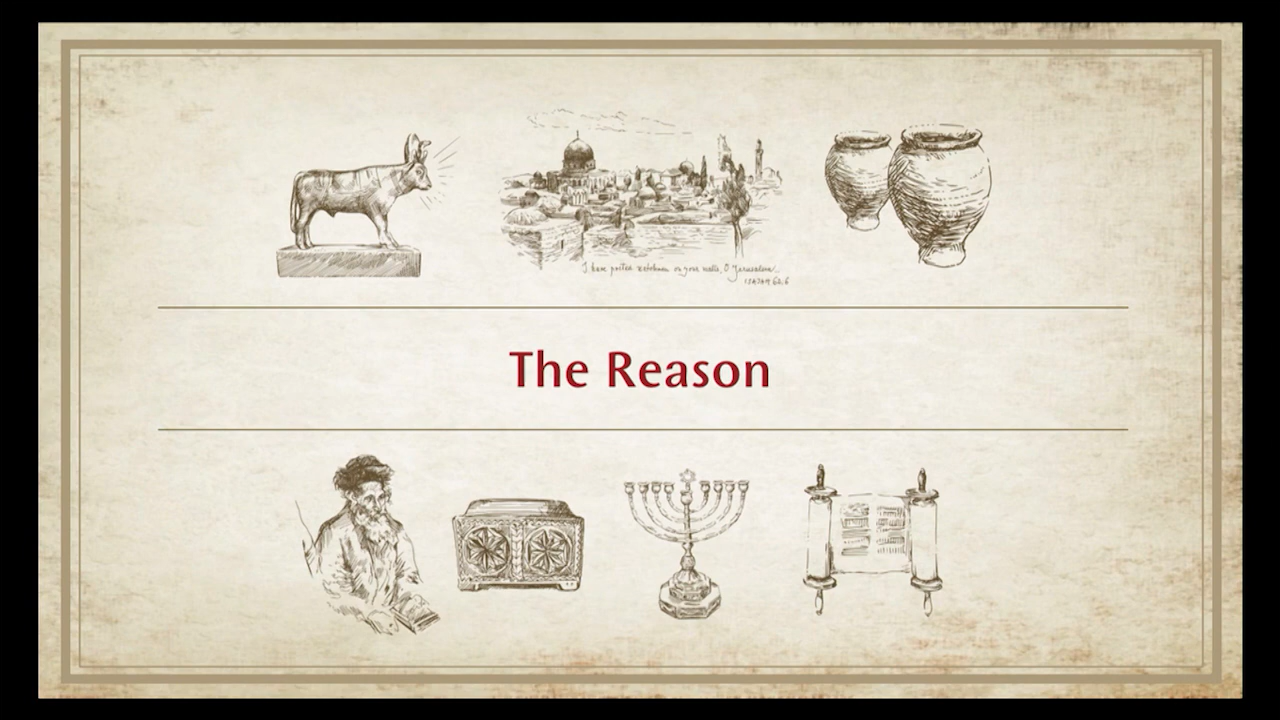 I have posted watchmen on your walls, O Jerusalem...
ISAIAH 62.6
The Reason